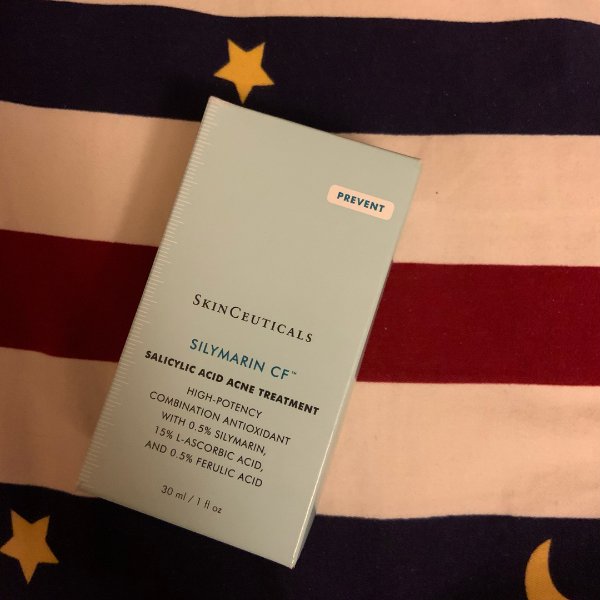 PREVENT
SKINCEUTICALS
SILYMARIN CF™
SALICYLIC ACID ACNE TREATMENT
HIGH-POTENCY
COMBINATION ANTIOXIDANT
WITH 0.5% SILYMARIN,
15% L-ASCORBIC ACID,
AND 0.5% FERULIC ACID
30 ml / 1 fl oz